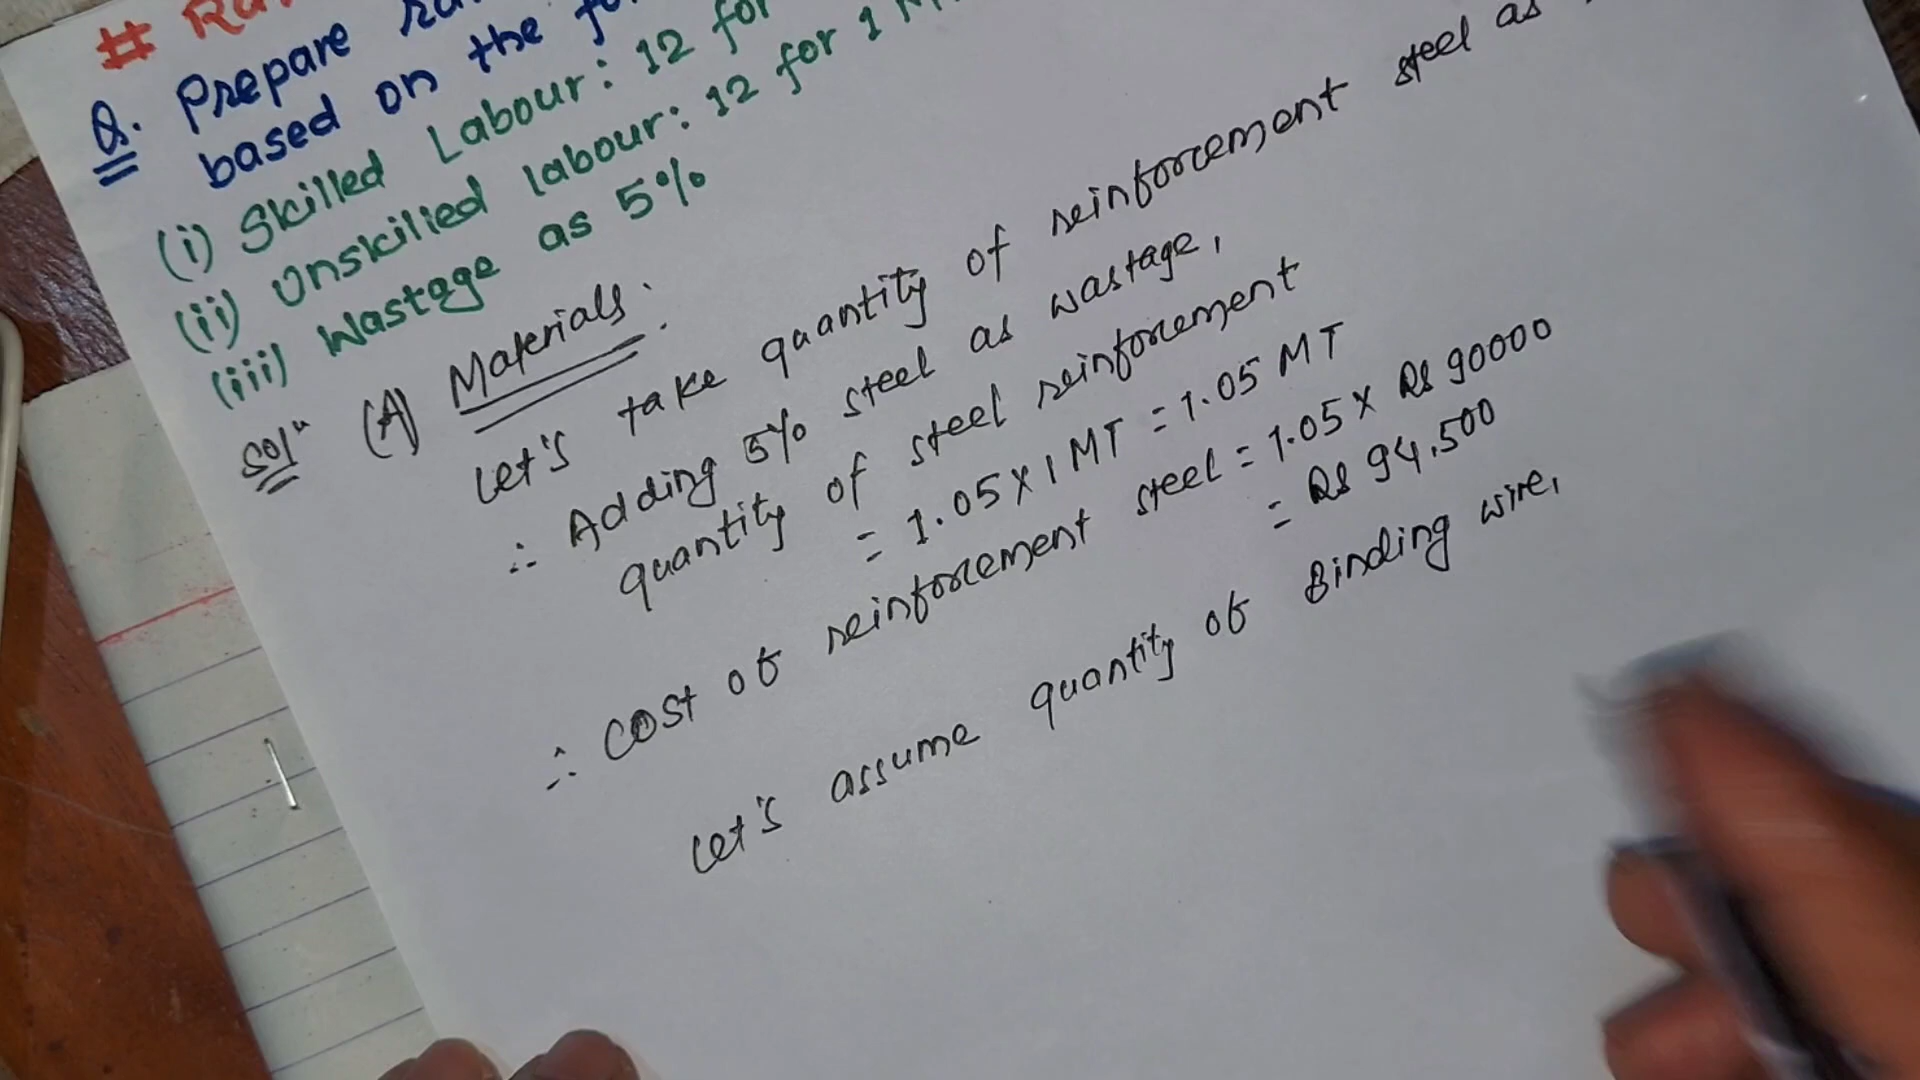 #
Q. Prepare
based on the
(i) Skilled Labour: 12 for
(ii) Unskilied labour: 12 for 1
(iii) Wastage as 5%
Solⁿ (A) Materials:
Let's take quantity of reinforcement steel as
∴ Adding 5% steel as wastage,
quantity of steel reinforcement
= 1.05 × 1 MT = 1.05 MT
∴ Cost of reinforcement steel = 1.05 × Rs 90000
= Rs 94,500
Let's assume quantity of Binding wire,